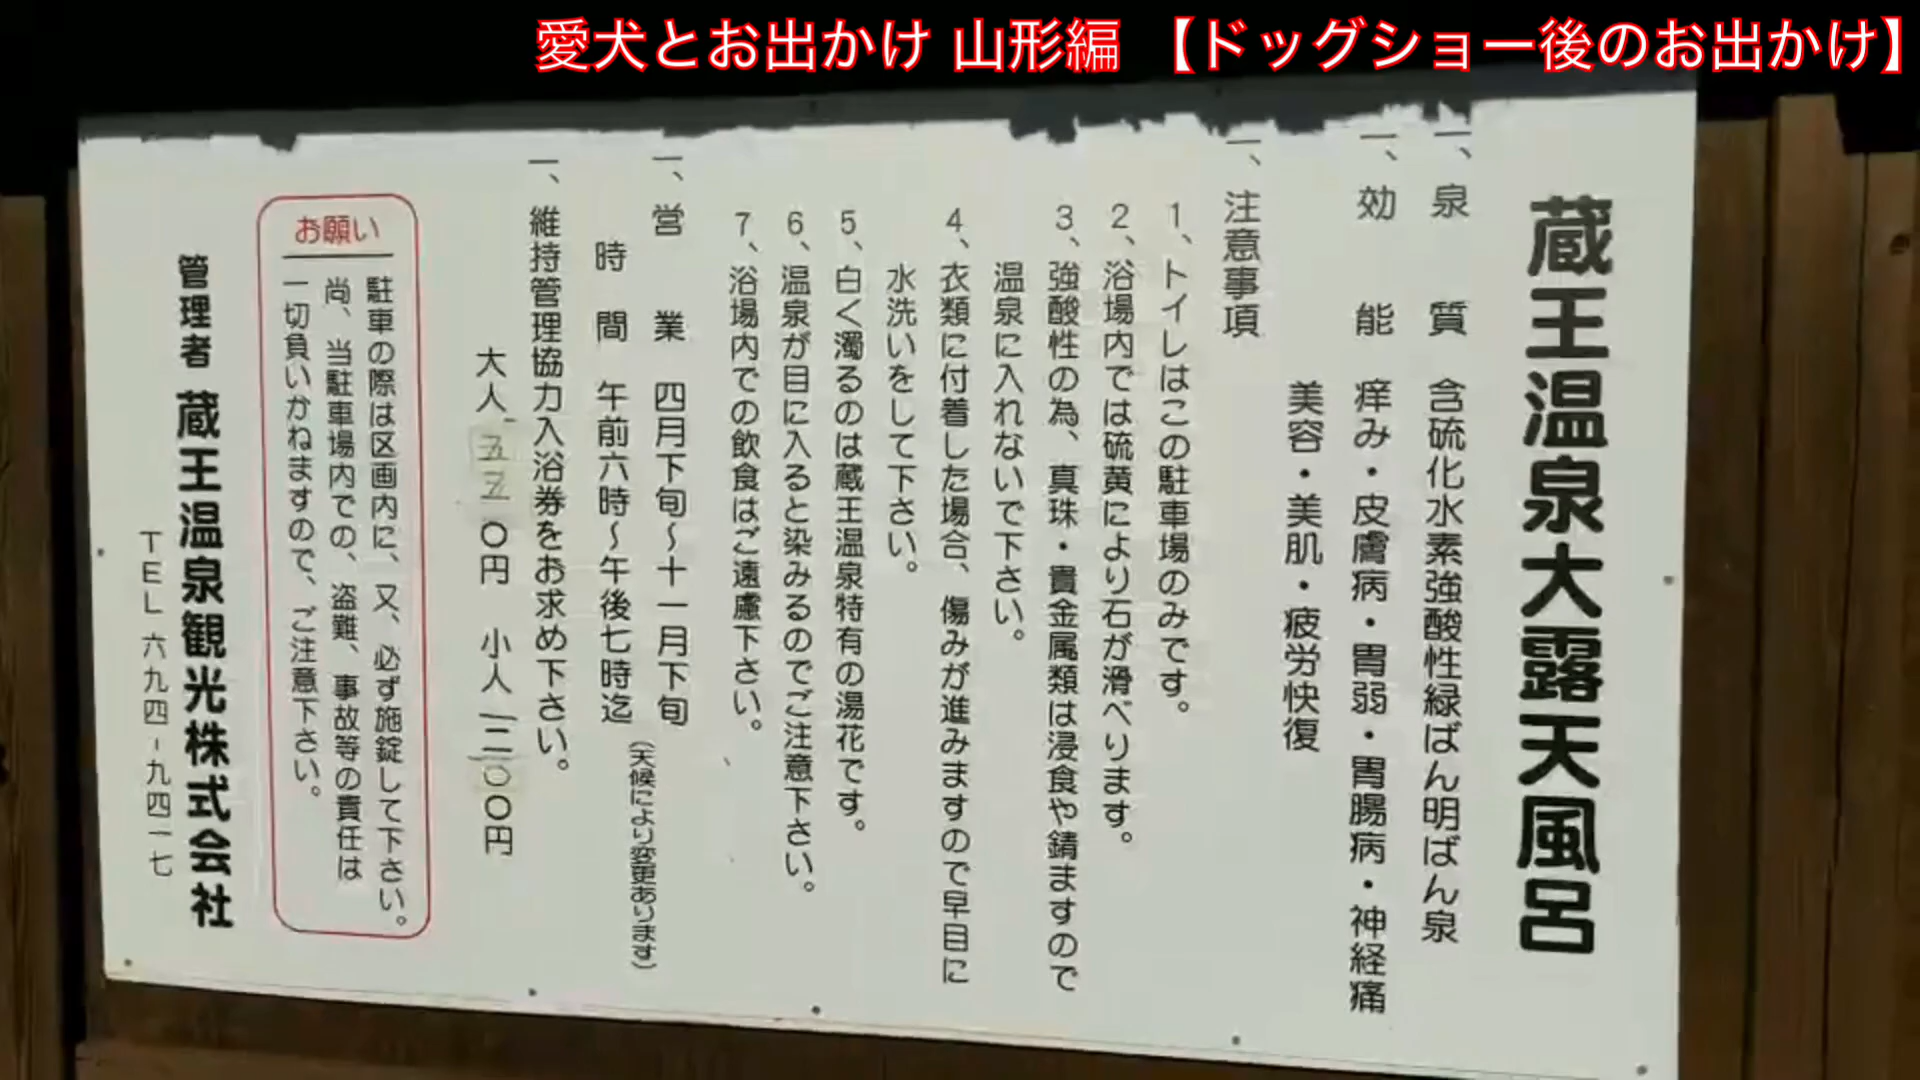 愛犬とお出かけ 山形編 【ドッグショー後のお出かけ】
蔵王温泉大露天風呂
一、泉質 含硫化水素強酸性緑ばん明ばん泉
一、効能 痒み・皮膚病・胃弱・胃腸病・神経痛
美容・美肌・疲労快復
一、注意事項
1、トイレはこの駐車場のみです。
2、浴場内では硫黄により石が滑べります。
3、強酸性の為、真珠・貴金属類は浸食や錆ますので
温泉に入れないで下さい。
4、衣類に付着した場合、傷みが進みますので早目に
水洗いをして下さい。
5、白く濁るのは蔵王温泉特有の湯花です。
6、温泉が目に入ると染みるのでご注意下さい。
7、浴場内での飲食はご遠慮下さい。
一、営業 四月下旬〜十一月下旬
(天候により変更あります)
時間 午前六時〜午後七時迄
一、維持管理協力入浴券をお求め下さい。
大人 五五〇円 小人 三〇〇円
お願い
駐車の際は区画内に、又、必ず施錠して下さい。
尚、当駐車場内での、盗難、事故等の責任は
一切負いかねますので、ご注意下さい。
管理者 蔵王温泉観光株式会社
TEL 六九四-九四一七